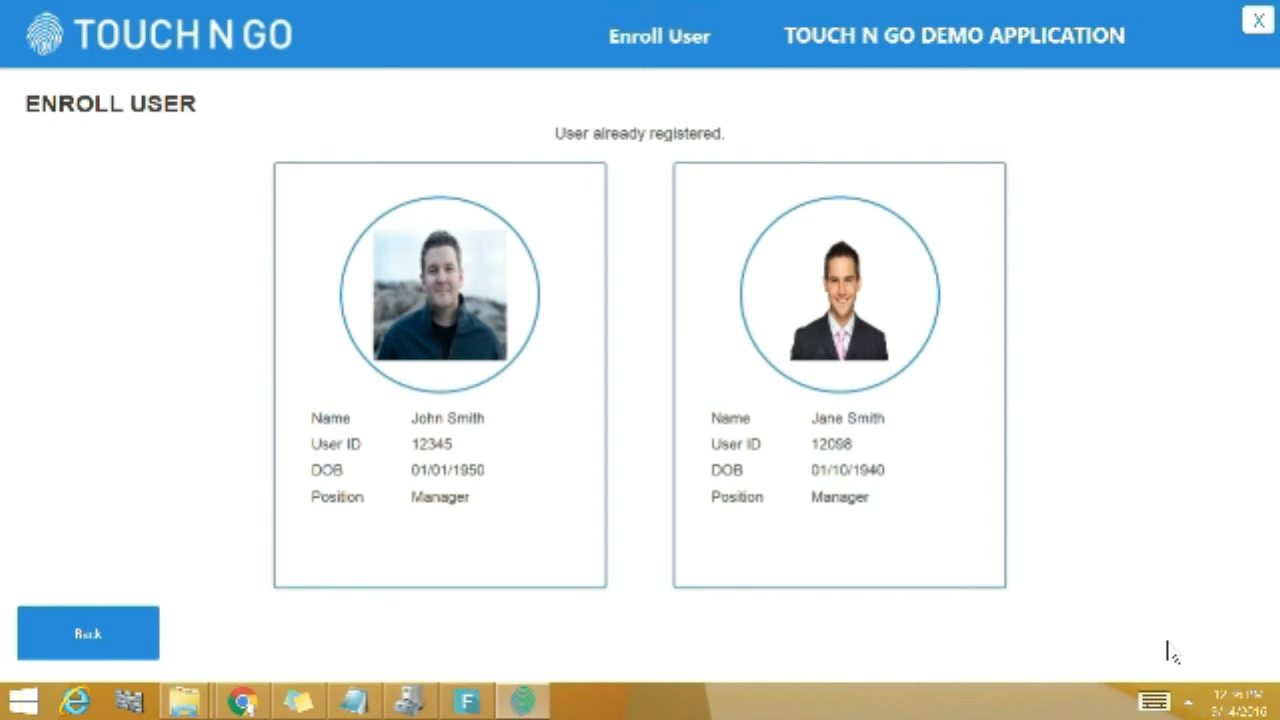 TOUCH N GO
Enroll User
TOUCH N GO DEMO APPLICATION
X
ENROLL USER
User already registered.
Name John Smith
User ID 12345
DOB 01/01/1950
Position Manager
Name Jane Smith
User ID 12098
DOB 01/10/1940
Position Manager
Back
F